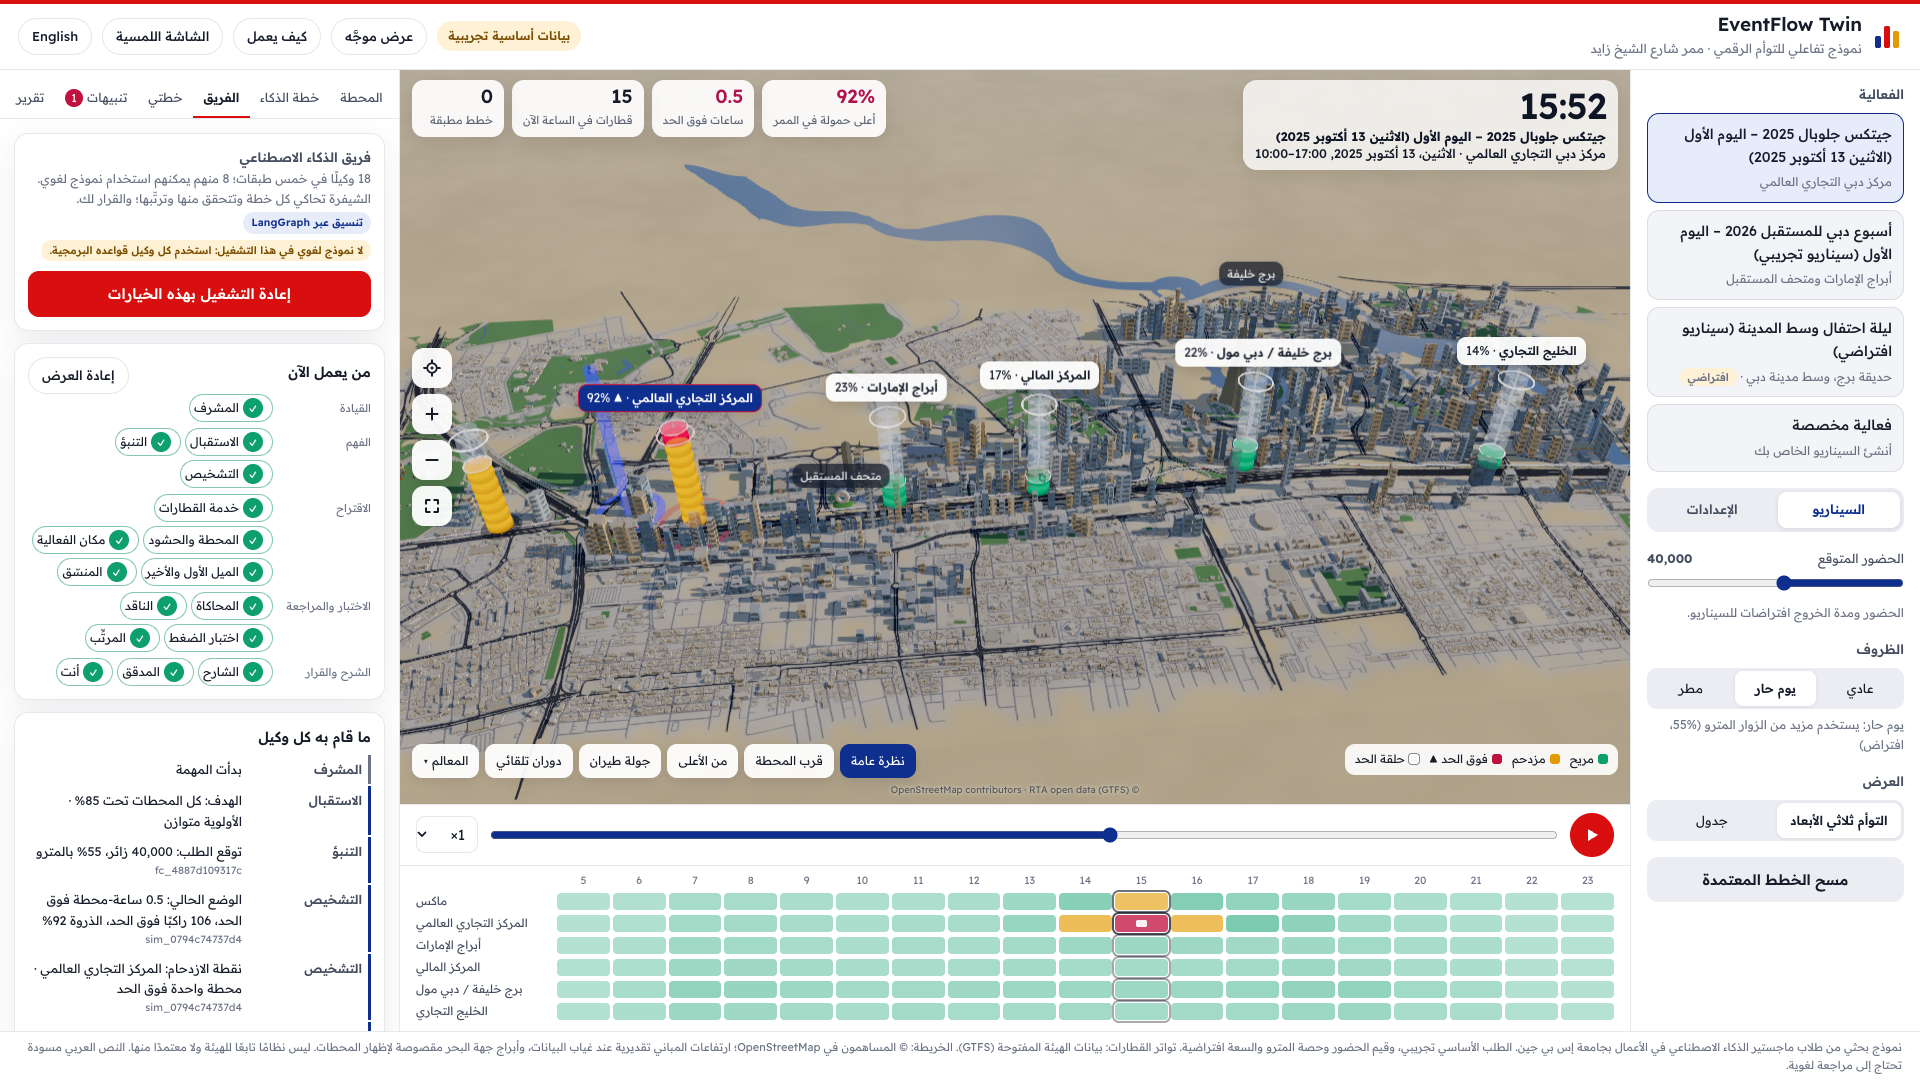 EventFlow Twin
نموذج تفاعلي للتوأم الرقمي · ممر شارع الشيخ زايد
بيانات أساسية تجريبية
عرض موجَّه
كيف يعمل
الشاشة اللمسية
English
الفعالية
جيتكس جلوبال 2025 – اليوم الأول
(الاثنين 13 أكتوبر 2025)
مركز دبي التجاري العالمي
أسبوع دبي للمستقبل 2026 – اليوم
الأول (سيناريو تجريبي)
أبراج الإمارات ومتحف المستقبل
ليلة احتفال وسط المدينة (سيناريو
افتراضي)
حديقة برج، وسط مدينة دبي · افتراضي
فعالية مخصصة
أنشئ السيناريو الخاص بك
السيناريو
الإعدادات
الحضور المتوقع
40,000
الحضور ومدة الخروج افتراضات للسيناريو.
الظروف
عادي
يوم حار
مطر
يوم حار: يستخدم مزيد من الزوار المترو (55%،
افتراض)
العرض
التوأم ثلاثي الأبعاد
جدول
مسح الخطط المعتمدة
15:52
جيتكس جلوبال 2025 – اليوم الأول (الاثنين 13 أكتوبر 2025)
مركز دبي التجاري العالمي · الاثنين، 13 أكتوبر 2025, 17:00–10:00
92%
أعلى حمولة في الممر
0.5
ساعات فوق الحد
15
قطارات في الساعة الآن
0
خطط مطبقة
برج خليفة
الخليج التجاري · 14%
برج خليفة / دبي مول · 22%
المركز المالي · 17%
أبراج الإمارات · 23%
المركز التجاري العالمي · ▲ 92%
متحف المستقبل
مريح
مزدحم
فوق الحد ▲
حلقة الحد
نظرة عامة
قرب المحطة
من الأعلى
جولة طيران
دوران تلقائي
المعالم ▾
© OpenStreetMap contributors · RTA open data (GTFS)
×1
5 6 7 8 9 10 11 12 13 14 15 16 17 18 19 20 21 22 23
ماكس
المركز التجاري العالمي
أبراج الإمارات
المركز المالي
برج خليفة / دبي مول
الخليج التجاري
المحطة
خطة الذكاء
الفريق
خطتي
تنبيهات 1
تقرير
فريق الذكاء الاصطناعي
18 وكيلًا في خمس طبقات؛ 8 منهم يمكنهم استخدام نموذج لغوي.
الشيفرة تحاكي كل خطة وتتحقق منها وترتّبها؛ والقرار لك.
تنسيق عبر LangGraph
لا نموذج لغوي في هذا التشغيل: استخدم كل وكيل قواعده البرمجية.
إعادة التشغيل بهذه الخيارات
من يعمل الآن
إعادة العرض
القيادة
المشرف
الفهم
الاستقبال
التنبؤ
التشخيص
الاقتراح
خدمة القطارات
المحطة والحشود
مكان الفعالية
الميل الأول والأخير
المنسّق
الاختبار والمراجعة
المحاكاة
الناقد
اختبار الضغط
المرتِّب
الشرح والقرار
الشارح
المدقق
أنت
ما قام به كل وكيل
المشرف
بدأت المهمة
الاستقبال
الهدف: كل المحطات تحت 85% ·
الأولوية متوازن
التنبؤ
توقع الطلب: 40,000 زائر، 55% بالمترو
fc_4887d109317c
التشخيص
الوضع الحالي: 0.5 ساعة-محطة فوق
الحد، 106 راكبًا فوق الحد، الذروة 92%
sim_0794c74737d4
التشخيص
نقطة الازدحام: المركز التجاري العالمي ·
محطة واحدة فوق الحد
sim_0794c74737d4
نموذج بحثي من طلاب ماجستير الذكاء الاصطناعي في الأعمال بجامعة إس بي جين. الطلب الأساسي تجريبي، وقيم الحضور وحصة المترو والسعة افتراضية. تواتر القطارات: بيانات الهيئة المفتوحة (GTFS). الخريطة: © المساهمون في OpenStreetMap؛ ارتفاعات المباني تقديرية عند غياب البيانات، وأبراج جهة البحر مقصوصة لإظهار المحطات. ليس نظامًا تابعًا للهيئة ولا معتمدًا منها. النص العربي مسودة
تحتاج إلى مراجعة لغوية.